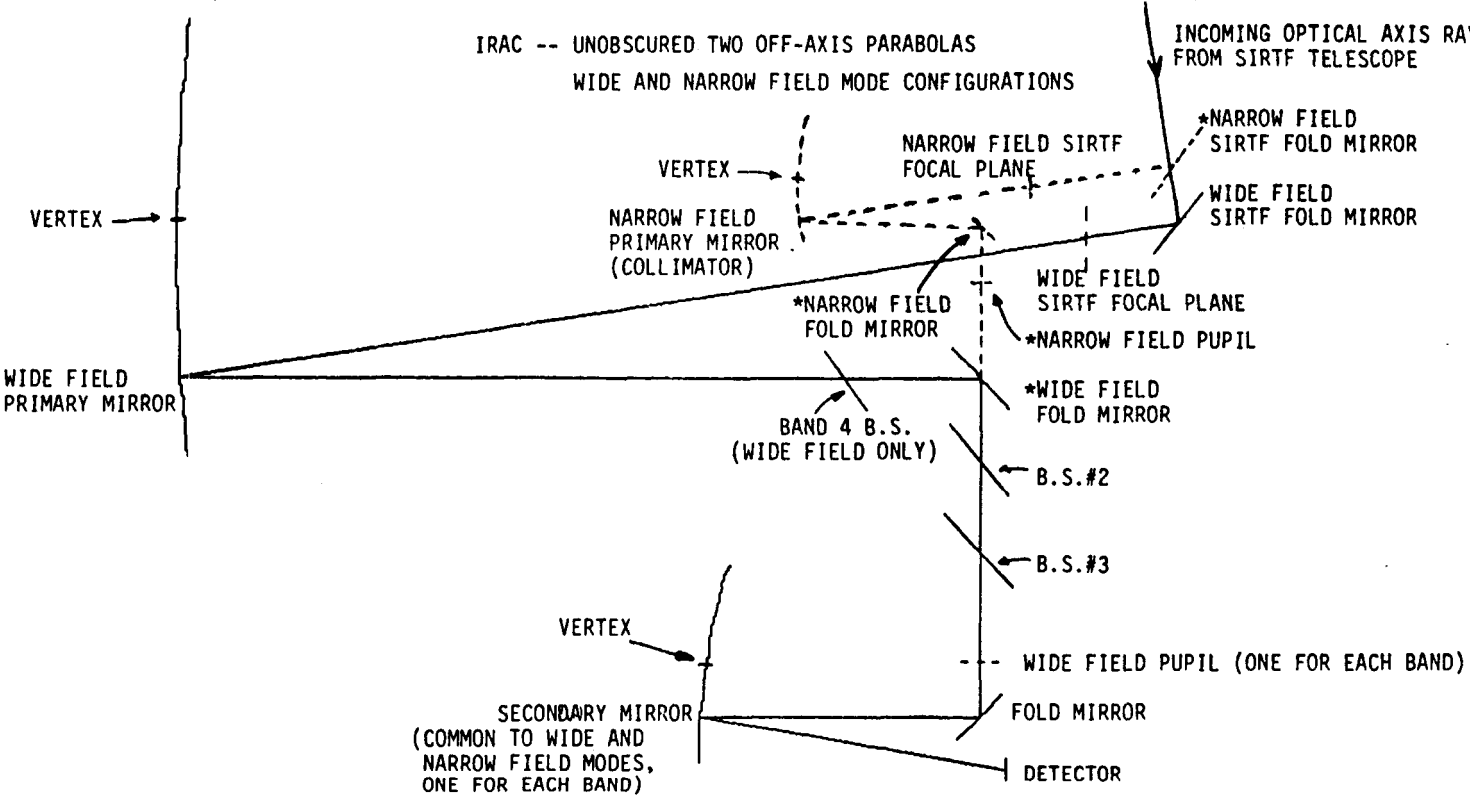 IRAC -- UNOBSCURED TWO OFF-AXIS PARABOLAS
WIDE AND NARROW FIELD MODE CONFIGURATIONS
INCOMING OPTICAL AXIS RA
FROM SIRTF TELESCOPE
*NARROW FIELD
SIRTF FOLD MIRROR
NARROW FIELD SIRTF
FOCAL PLANE
VERTEX
WIDE FIELD
SIRTF FOLD MIRROR
VERTEX
NARROW FIELD
PRIMARY MIRROR
(COLLIMATOR)
WIDE FIELD
SIRTF FOCAL PLANE
*NARROW FIELD
FOLD MIRROR
*NARROW FIELD PUPIL
WIDE FIELD
PRIMARY MIRROR
*WIDE FIELD
FOLD MIRROR
BAND 4 B.S.
(WIDE FIELD ONLY)
B.S.#2
B.S.#3
VERTEX
WIDE FIELD PUPIL (ONE FOR EACH BAND)
SECONDARY MIRROR
(COMMON TO WIDE AND
NARROW FIELD MODES,
ONE FOR EACH BAND)
FOLD MIRROR
DETECTOR